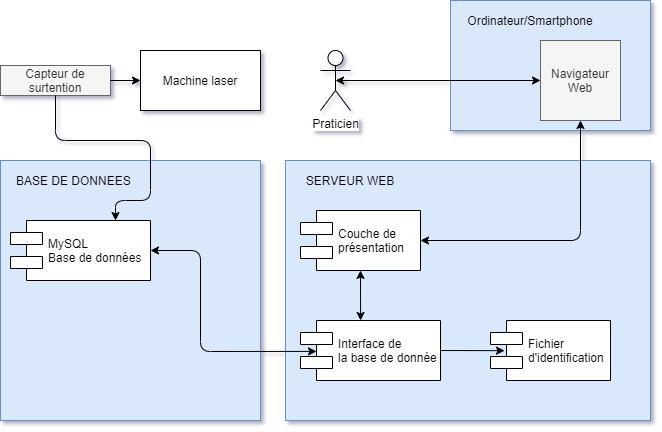 Ordinateur/Smartphone
Capteur de
surtention
Machine laser
Navigateur
Web
Praticien
BASE DE DONNEES
SERVEUR WEB
MySQL
Base de données
Couche de
présentation
Interface de
la base de donnée
Fichier
d'identification